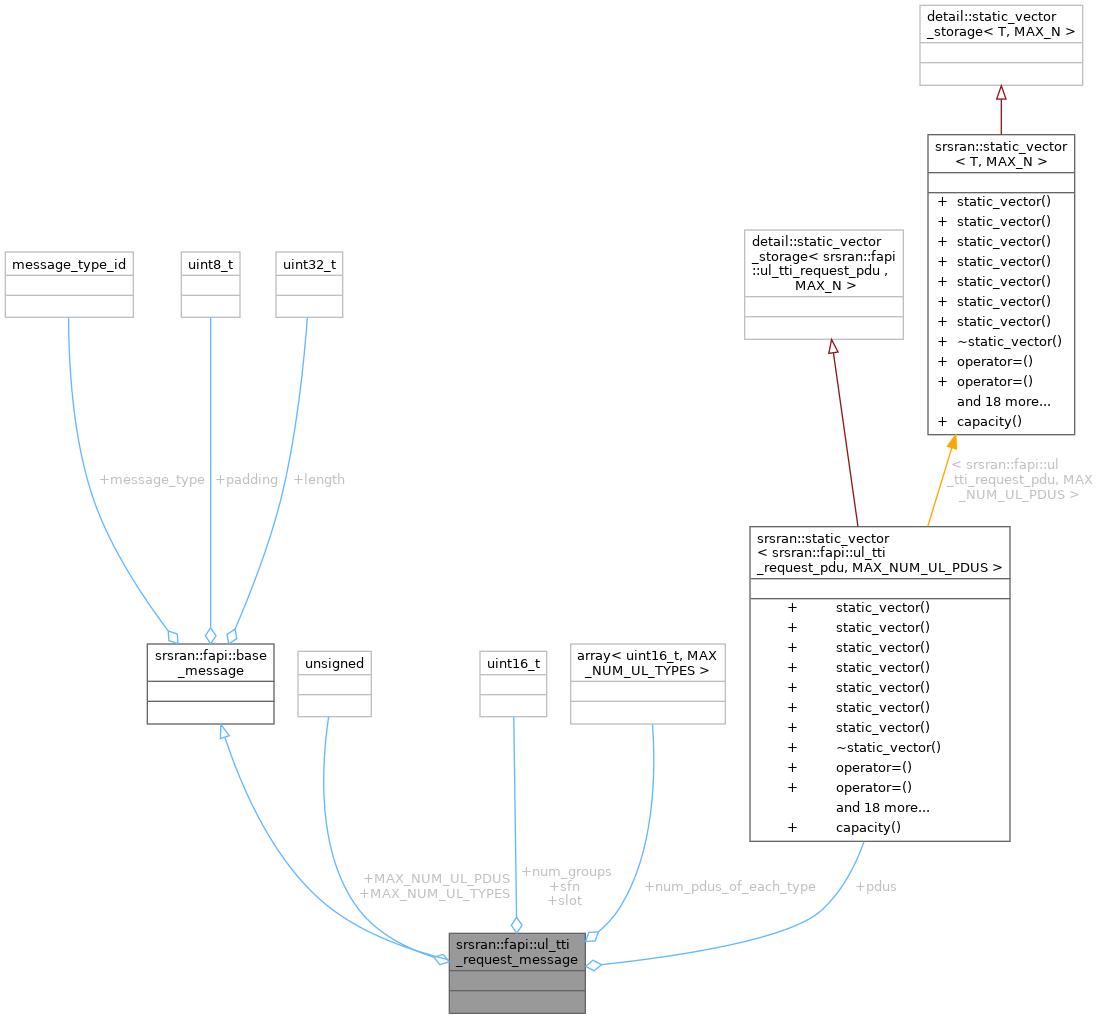 detail::static_vector
_storage< T, MAX_N >
srsran::static_vector
< T, MAX_N >
+ static_vector()
+ static_vector()
+ static_vector()
+ static_vector()
+ static_vector()
+ static_vector()
+ static_vector()
+ ~static_vector()
+ operator=()
+ operator=()
and 18 more...
+ capacity()
detail::static_vector
_storage< srsran::fapi
::ul_tti_request_pdu ,
MAX_N >
message_type_id
uint8_t
uint32_t
+message_type
+padding
+length
< srsran::fapi::ul
_tti_request_pdu, MAX
_NUM_UL_PDUS >
srsran::static_vector
< srsran::fapi::ul_tti
_request_pdu, MAX_NUM_UL_PDUS >
+ static_vector()
+ static_vector()
+ static_vector()
+ static_vector()
+ static_vector()
+ static_vector()
+ static_vector()
+ ~static_vector()
+ operator=()
+ operator=()
and 18 more...
+ capacity()
srsran::fapi::base
_message
unsigned
uint16_t
array< uint16_t, MAX
_NUM_UL_TYPES >
+MAX_NUM_UL_PDUS
+MAX_NUM_UL_TYPES
+num_groups
+sfn
+slot
+num_pdus_of_each_type
+pdus
srsran::fapi::ul_tti
_request_message